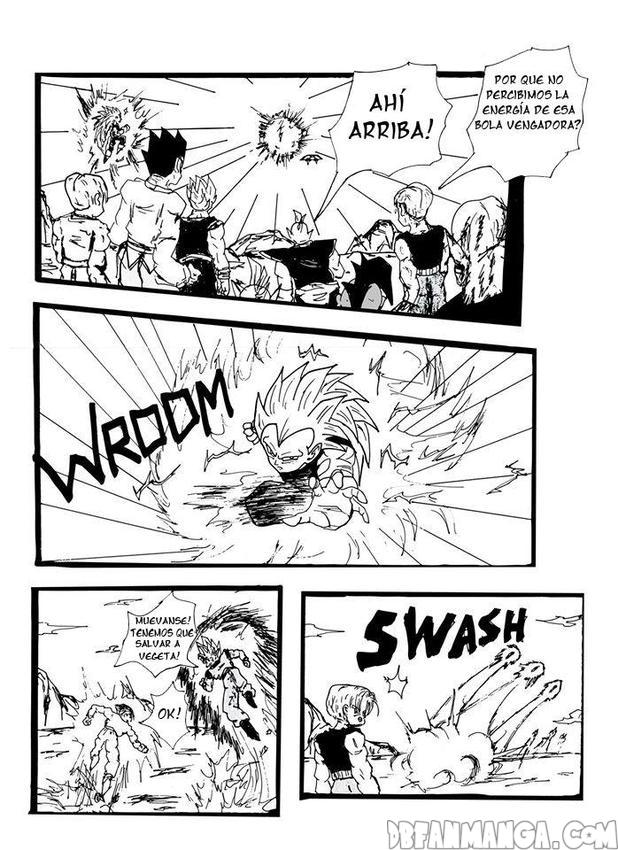 AHÍ
ARRIBA!
POR QUE NO
PERCIBIMOS LA
ENERGÍA DE ESA
BOLA VENGADORA?
WROOM
MUEVANSE!
TENEMOS QUE
SALVAR A
VEGETA!
OK!
SWASH
DBFANMANGA.COM